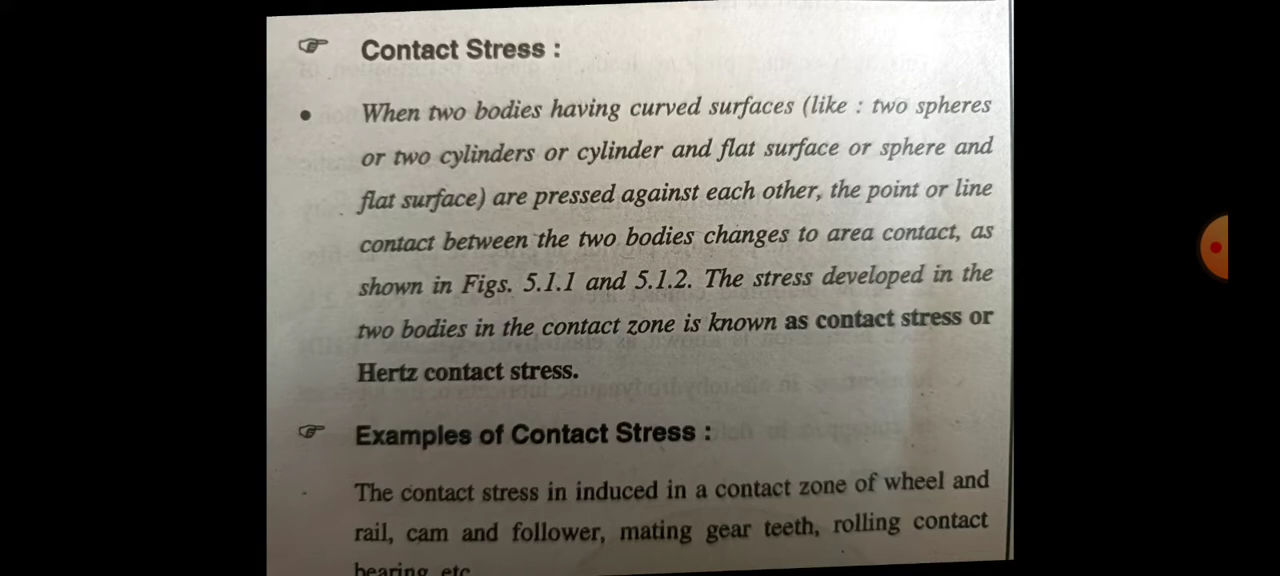 Contact Stress :
When two bodies having curved surfaces (like : two spheres
or two cylinders or cylinder and flat surface or sphere and
flat surface) are pressed against each other, the point or line
contact between the two bodies changes to area contact, as
shown in Figs. 5.1.1 and 5.1.2. The stress developed in the
two bodies in the contact zone is known as contact stress or
Hertz contact stress.
Examples of Contact Stress :
The contact stress in induced in a contact zone of wheel and
rail, cam and follower, mating gear teeth, rolling contact
bearing, etc